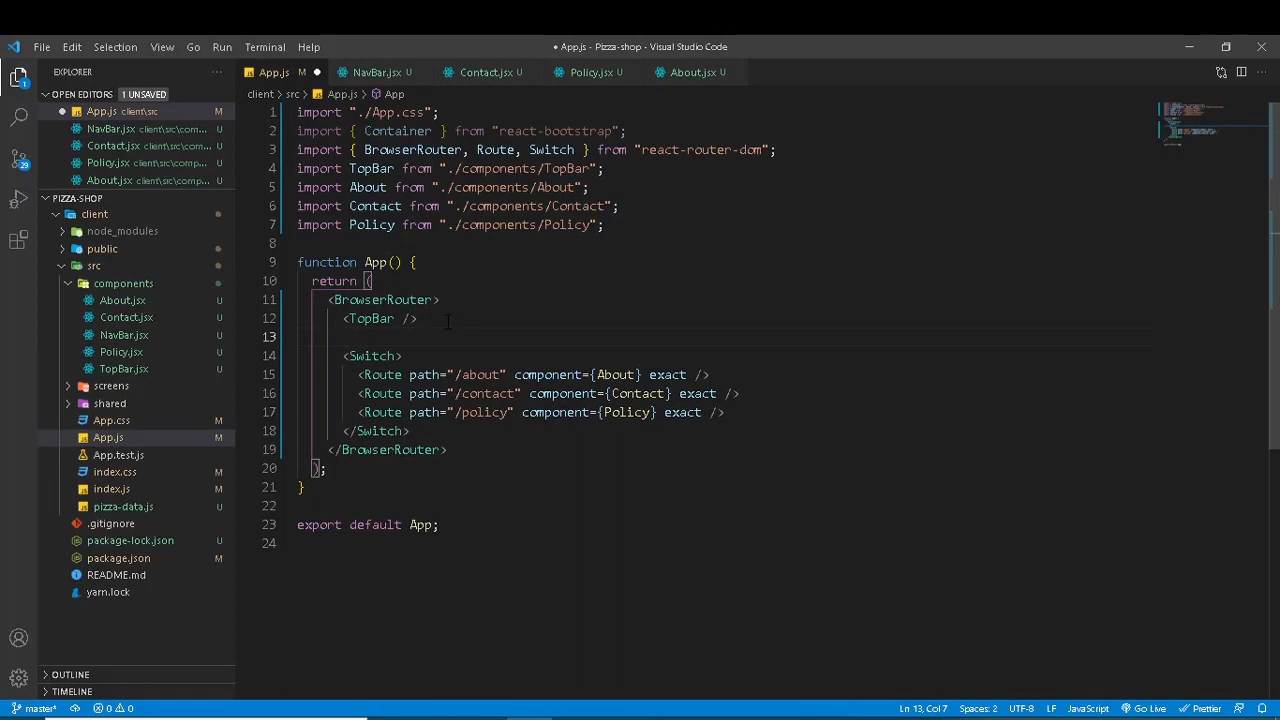 File Edit Selection View Go Run Terminal Help
● App.js - Pizza-shop - Visual Studio Code
EXPLORER
OPEN EDITORS 1 UNSAVED
App.js client\src M
NavBar.jsx client\src\com... U
Contact.jsx client\src\comp... U
Policy.jsx client\src\comp... U
About.jsx client\src\comp... U
PIZZA-SHOP
client
node_modules
public
src
components
About.jsx U
Contact.jsx U
NavBar.jsx U
Policy.jsx U
TopBar.jsx U
screens
shared
App.css M
App.js M
App.test.js
index.css M
index.js M
pizza-data.js U
.gitignore
package-lock.json U
package.json M
README.md
yarn.lock
OUTLINE
TIMELINE
1
29
App.js M NavBar.jsx U Contact.jsx U Policy.jsx U About.jsx U
client > src > App.js > App
1 import "./App.css";
2 import { Container } from "react-bootstrap";
3 import { BrowserRouter, Route, Switch } from "react-router-dom";
4 import TopBar from "./components/TopBar";
5 import About from "./components/About";
6 import Contact from "./components/Contact";
7 import Policy from "./components/Policy";
8
9 function App() {
10 return (
11 <BrowserRouter>
12 <TopBar />
13
14 <Switch>
15 <Route path="/about" component={About} exact />
16 <Route path="/contact" component={Contact} exact />
17 <Route path="/policy" component={Policy} exact />
18 </Switch>
19 </BrowserRouter>
20 );
21 }
22
23 export default App;
24
master* 0 0 Ln 13, Col 7 Spaces: 2 UTF-8 LF JavaScript Go Live Prettier